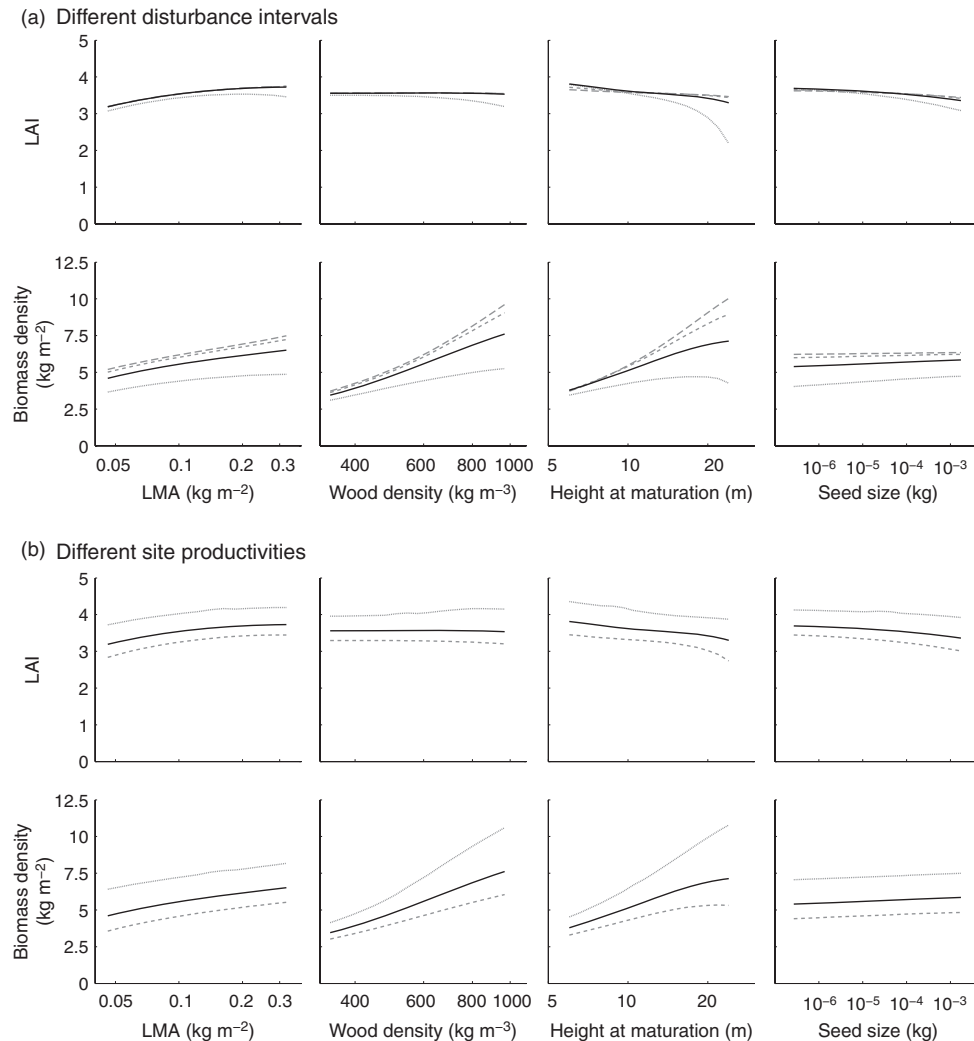 (a) Different disturbance intervals
5
4
3
2
1
0
LAI
12.5
10
7.5
5
2.5
0
Biomass density
(kg m−2)
0.05 0.1 0.2 0.3
400 600 800 1000
5 10 20
10−6 10−5 10−4 10−3
LMA (kg m−2)
Wood density (kg m−3)
Height at maturation (m)
Seed size (kg)
(b) Different site productivities
5
4
3
2
1
0
LAI
12.5
10
7.5
5
2.5
0
Biomass density
(kg m−2)
0.05 0.1 0.2 0.3
400 600 800 1000
5 10 20
10−6 10−5 10−4 10−3
LMA (kg m−2)
Wood density (kg m−3)
Height at maturation (m)
Seed size (kg)